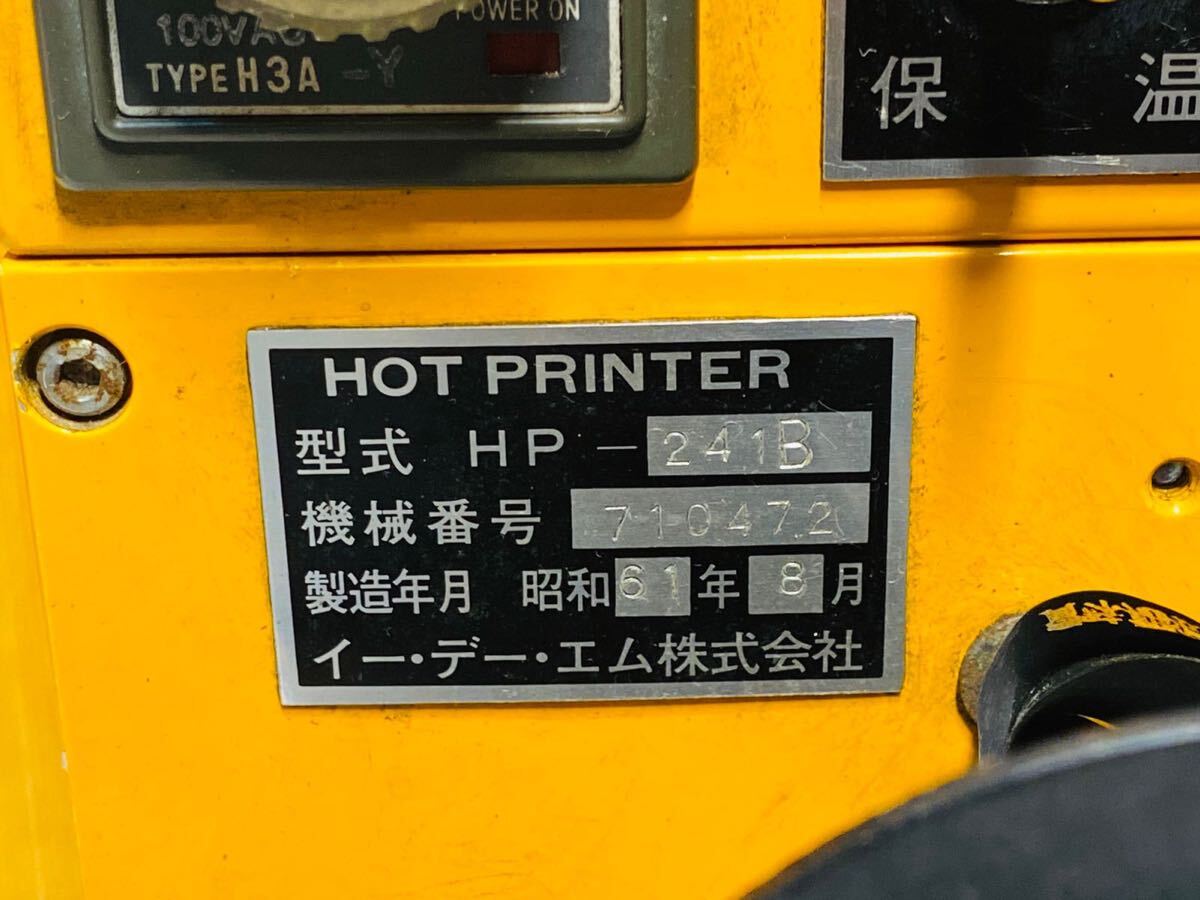 POWER ON
100VAC
TYPE H3A -Y
保 温
HOT PRINTER
型式 HP-241B
機械番号 710472
製造年月 昭和61年8月
イー・デー・エム株式会社